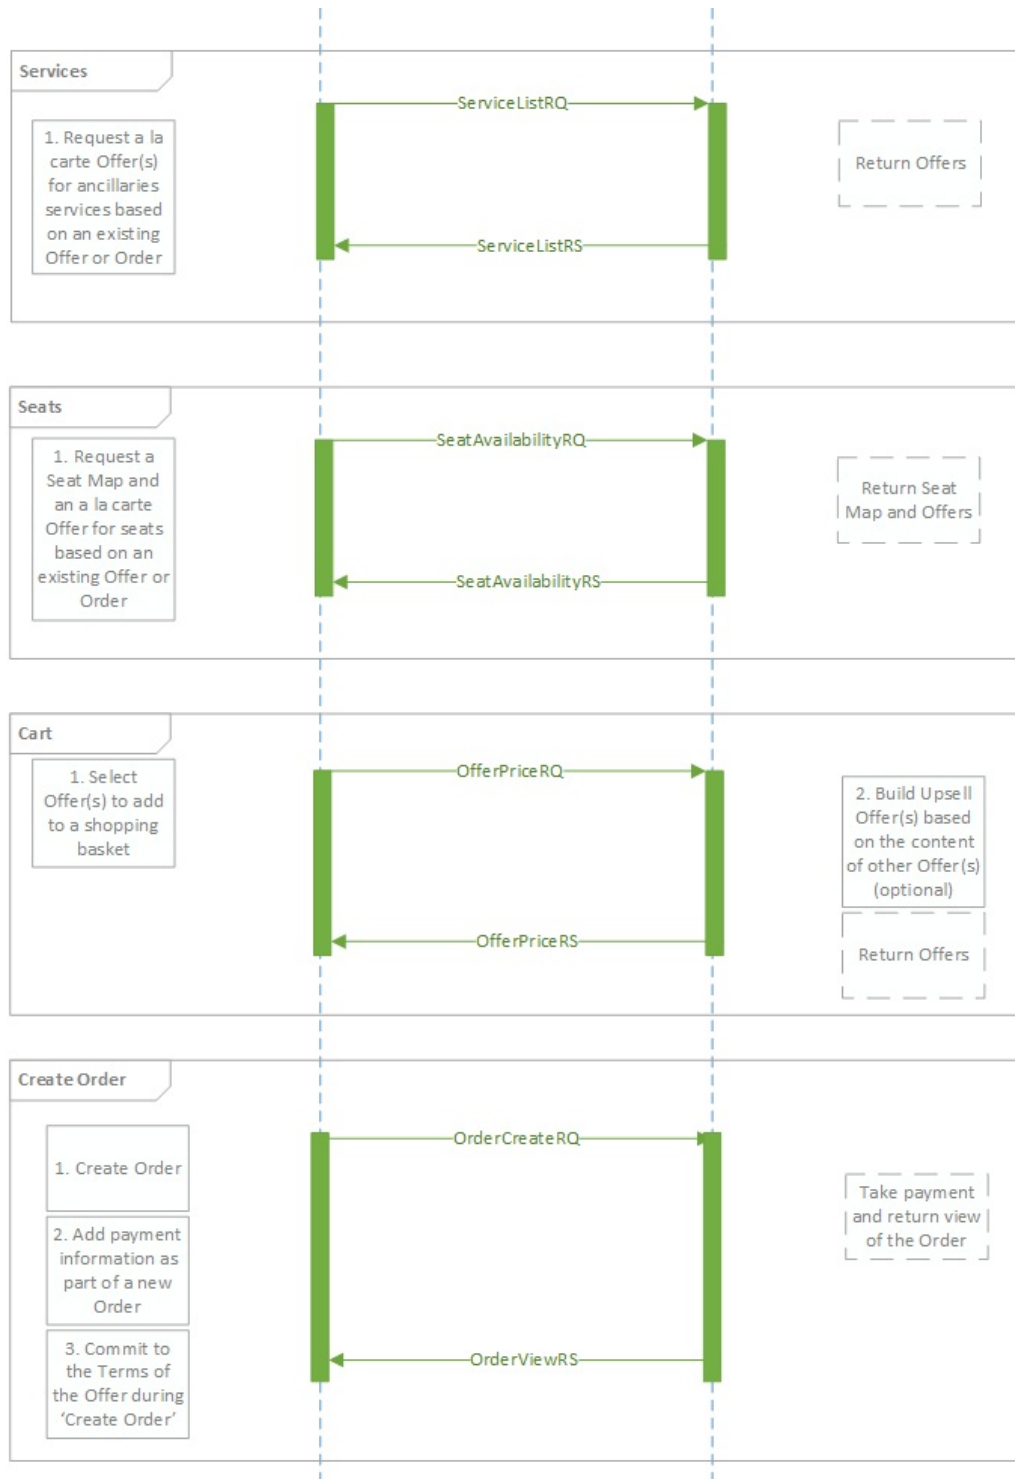 Services
ServiceListRQ
1. Request a la
carte Offer(s)
for ancillaries
services based
on an existing
Offer or Order
Return Offers
ServiceListRS
Seats
SeatAvailabilityRQ
1. Request a
Seat Map and
an a la carte
Offer for seats
based on an
existing Offer or
Order
Return Seat
Map and Offers
SeatAvailabilityRS
Cart
OfferPriceRQ
1. Select
Offer(s) to add
to a shopping
basket
2. Build Upsell
Offer(s) based
on the content
of other Offer(s)
(optional)
OfferPriceRS
Return Offers
Create Order
OrderCreateRQ
1. Create Order
Take payment
and return view
of the Order
2. Add payment
information as
part of a new
Order
3. Commit to
the Terms of
the Offer during
‘Create Order’
OrderViewRS